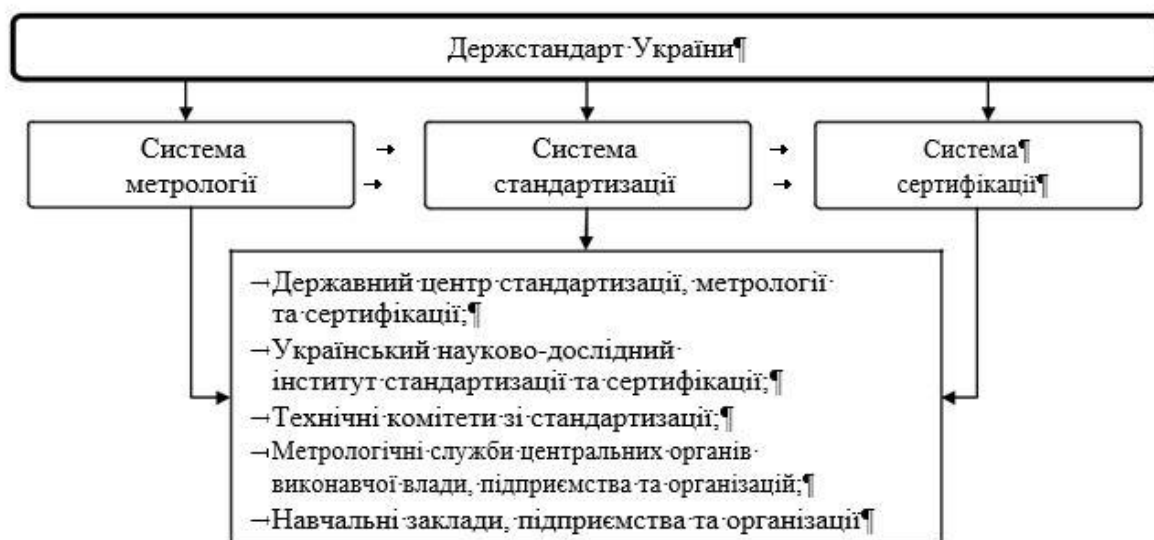 Держстандарт·України¶
Система
метрології
→
→
Система
стандартизації
→
→
Система¶
сертифікації¶
→Державний·центр·стандартизації,·метрології·
та·сертифікації;¶
→Український·науково-дослідний·
інститут·стандартизації·та·сертифікації;¶
→Технічні·комітети·зі·стандартизації;¶
→Метрологічні·служби·центральних·органів·
виконавчої·влади,·підприємства·та·організацій;¶
→Навчальні·заклади,·підприємства·та·організації¶